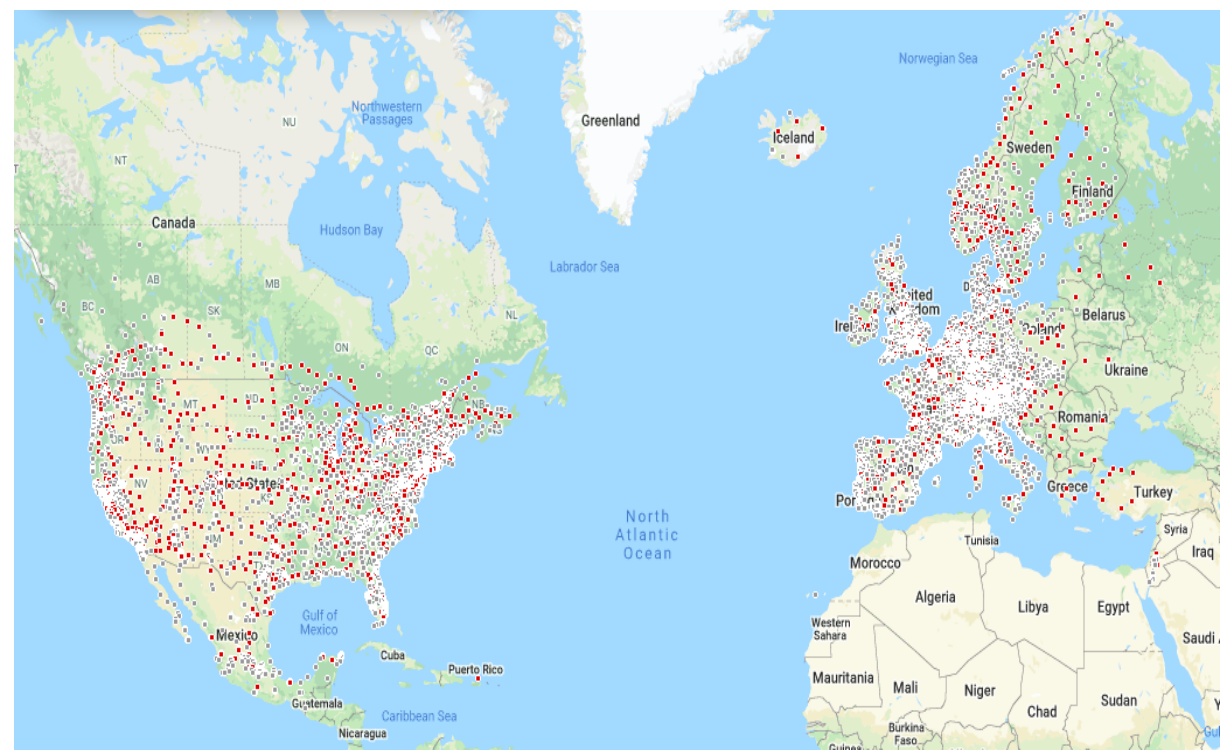 Norwegian Sea
Northwestern
Passages
NU
Greenland
Iceland
Sweden
NT
Finland
Canada
Hudson Bay
Labrador Sea
AB
MB
BC
SK
NL
ON
QC
Belarus
Ukraine
NB
MT
Romania
NV
Greece
Turkey
North
Atlantic
Ocean
Syria
Tunisia
Iraq
Morocco
Algeria
Libya
Egypt
Gulf of
Mexico
Western
Sahara
Mexico
Saudi
Cuba
Puerto Rico
Mauritania
Mali
Niger
Chad
Sudan
Guatemala
Caribbean Sea
Nicaragua
Burkina
Faso